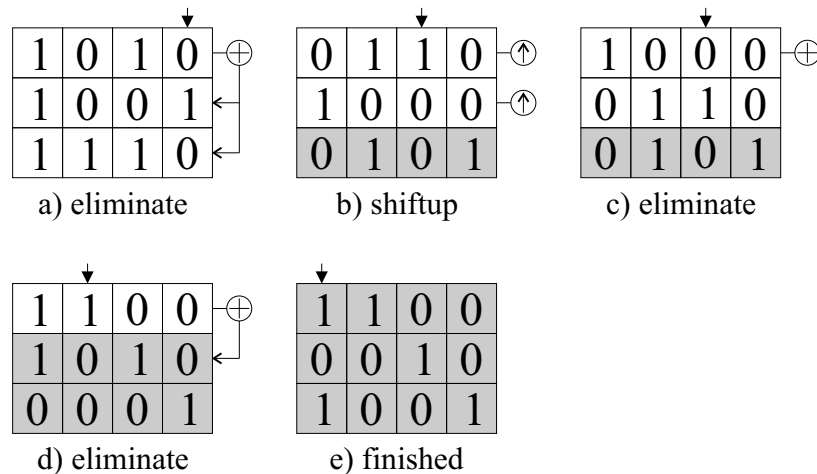 1 0 1 0 0 1 1 0 1 0 0 0
1 0 0 1 1 0 0 0 0 1 1 0
1 1 1 0 0 1 0 1 0 1 0 1
a) eliminate b) shiftup c) eliminate
1 1 0 0 1 1 0 0
1 0 1 0 0 0 1 0
0 0 0 1 1 0 0 1
d) eliminate e) finished